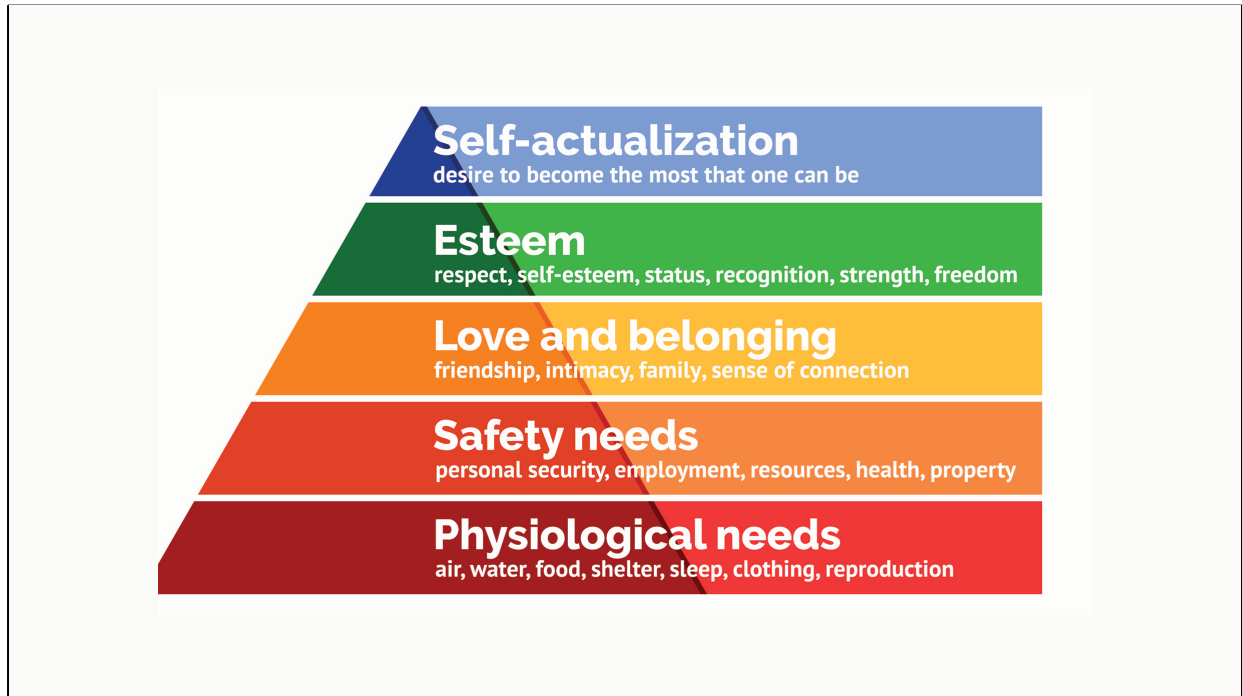 Self-actualization
desire to become the most that one can be
Esteem
respect, self-esteem, status, recognition, strength, freedom
Love and belonging
friendship, intimacy, family, sense of connection
Safety needs
personal security, employment, resources, health, property
Physiological needs
air, water, food, shelter, sleep, clothing, reproduction